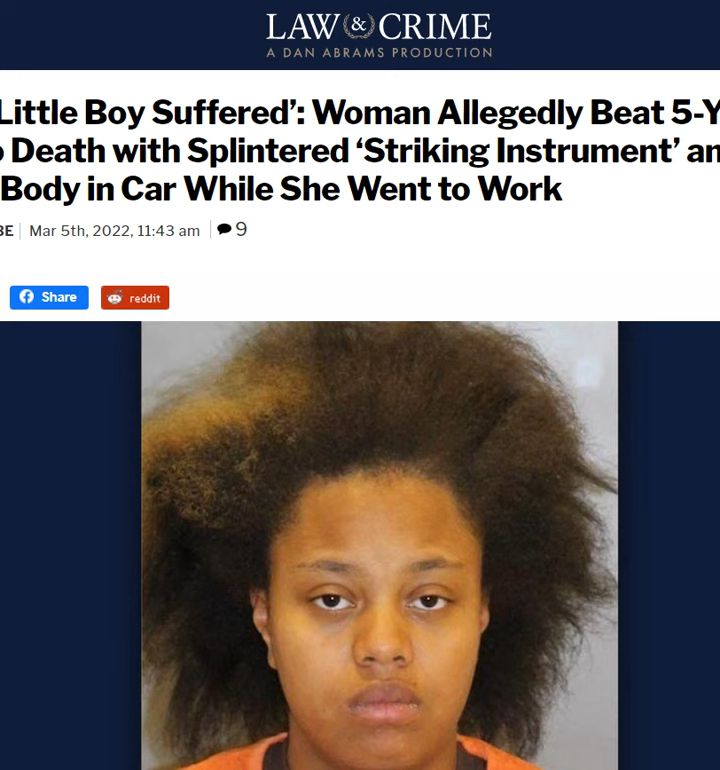 LAW & CRIME
A DAN ABRAMS PRODUCTION
Little Boy Suffered’: Woman Allegedly Beat 5-Y
Death with Splintered ‘Striking Instrument’ an
Body in Car While She Went to Work
BE | Mar 5th, 2022, 11:43 am | 9
Share reddit